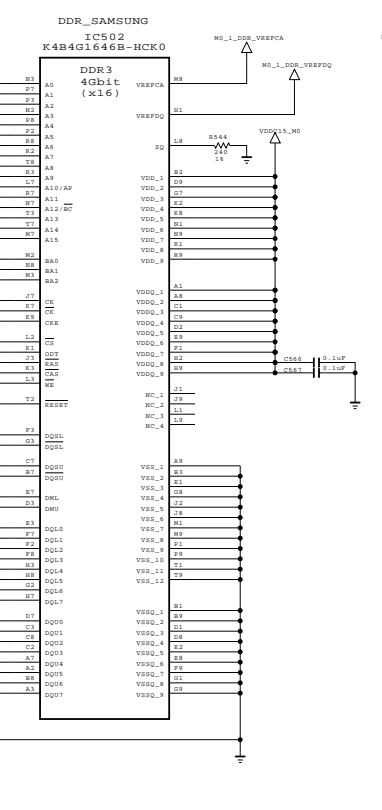 DDR_SAMSUNG
IC502
K4B4G1646B-HCK0
DDR3
4Gbit
(x16)
M0_1_DDR_VREFCA
M0_1_DDR_VREFDQ
VDDC15_M0
R544
240
1%
C566 0.1uF
C567 0.1uF
N3 A0
P7 A1
P3 A2
N2 A3
P8 A4
P2 A5
R8 A6
R2 A7
T8 A8
R3 A9
L7 A10/AP
R7 A11
N7 A12/BC
T3 A13
T7 A14
M7 A15
M2 BA0
N8 BA1
M3 BA2
J7 CK
K7 CK
K9 CKE
L2 CS
K1 ODT
J3 RAS
K3 CAS
L3 WE
T2 RESET
F3 DQSL
G3 DQSL
C7 DQSU
B7 DQSU
E7 DML
D3 DMU
E3 DQL0
F7 DQL1
F2 DQL2
F8 DQL3
H3 DQL4
H8 DQL5
G2 DQL6
H7 DQL7
D7 DQU0
C3 DQU1
C8 DQU2
C2 DQU3
A7 DQU4
A2 DQU5
B8 DQU6
A3 DQU7
VREFCA M8
VREFDQ H1
ZQ L8
VDD_1 B2
VDD_2 D9
VDD_3 G7
VDD_4 K2
VDD_5 K8
VDD_6 N1
VDD_7 N9
VDD_8 R1
VDD_9 R9
VDDQ_1 A1
VDDQ_2 A8
VDDQ_3 C1
VDDQ_4 C9
VDDQ_5 D2
VDDQ_6 E9
VDDQ_7 F1
VDDQ_8 H2
VDDQ_9 H9
NC_1 J1
NC_2 J9
NC_3 L1
NC_4 L9
VSS_1 A9
VSS_2 B3
VSS_3 E1
VSS_4 G8
VSS_5 J2
VSS_6 J8
VSS_7 M1
VSS_8 M9
VSS_9 P1
VSS_10 P9
VSS_11 T1
VSS_12 T9
VSSQ_1 B1
VSSQ_2 B9
VSSQ_3 D1
VSSQ_4 D8
VSSQ_5 E2
VSSQ_6 E8
VSSQ_7 F9
VSSQ_8 G1
VSSQ_9 G9